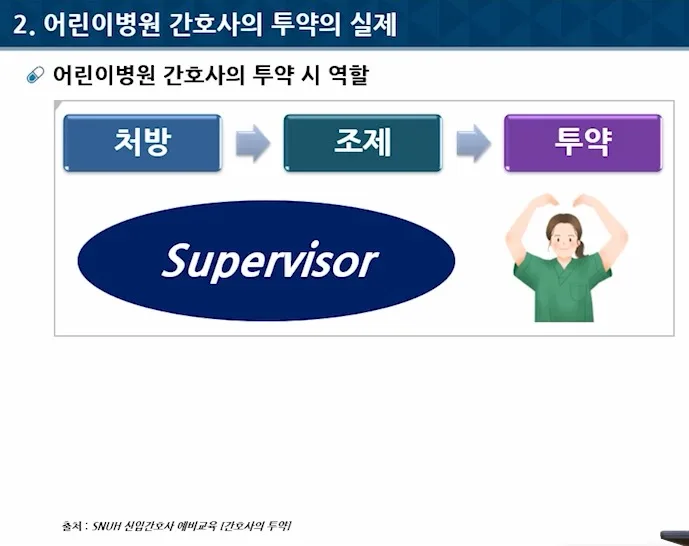 2. 어린이병원 간호사의 투약의 실제
어린이병원 간호사의 투약 시 역할
처방 조제 투약
Supervisor
출처 : SNUH 신입간호사 예비교육 [간호사의 투약]